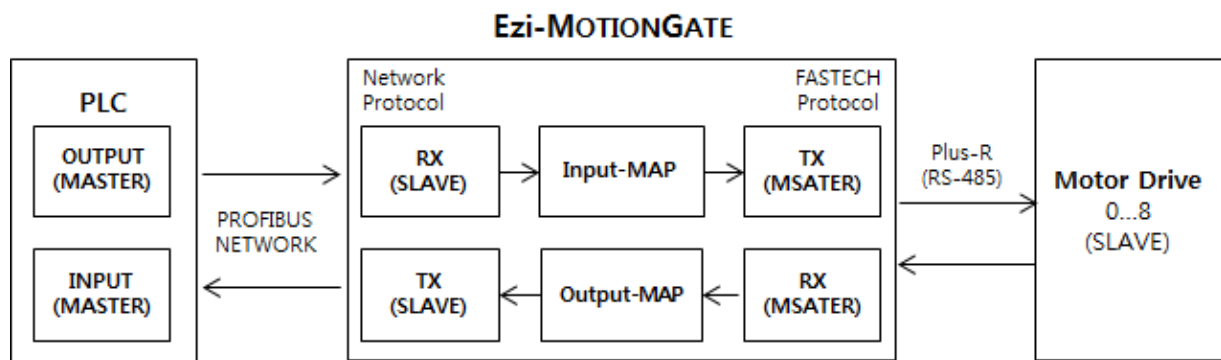 Ezi-MOTIONGATE
PLC
OUTPUT
(MASTER)
INPUT
(MASTER)
PROFIBUS
NETWORK
Network
Protocol
FASTECH
Protocol
RX
(SLAVE)
Input-MAP
TX
(MSATER)
TX
(SLAVE)
Output-MAP
RX
(MSATER)
Plus-R
(RS-485)
Motor Drive
0...8
(SLAVE)